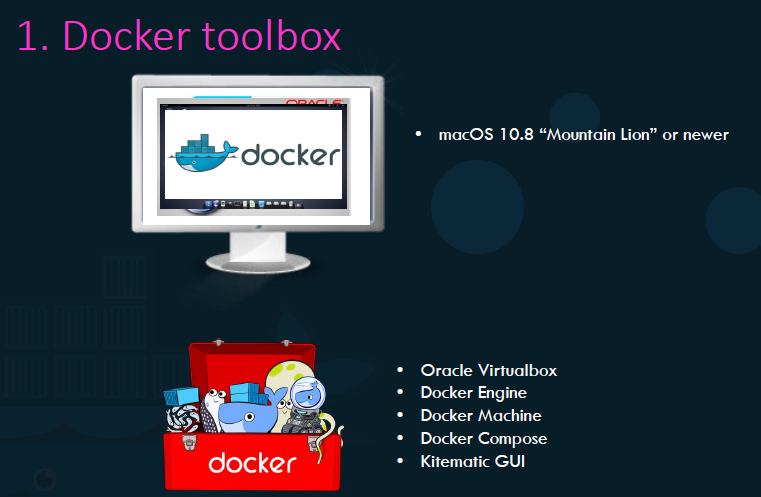 1. Docker toolbox
ORACLE
docker
• macOS 10.8 “Mountain Lion” or newer
• Oracle Virtualbox
• Docker Engine
• Docker Machine
• Docker Compose
• Kitematic GUI
docker